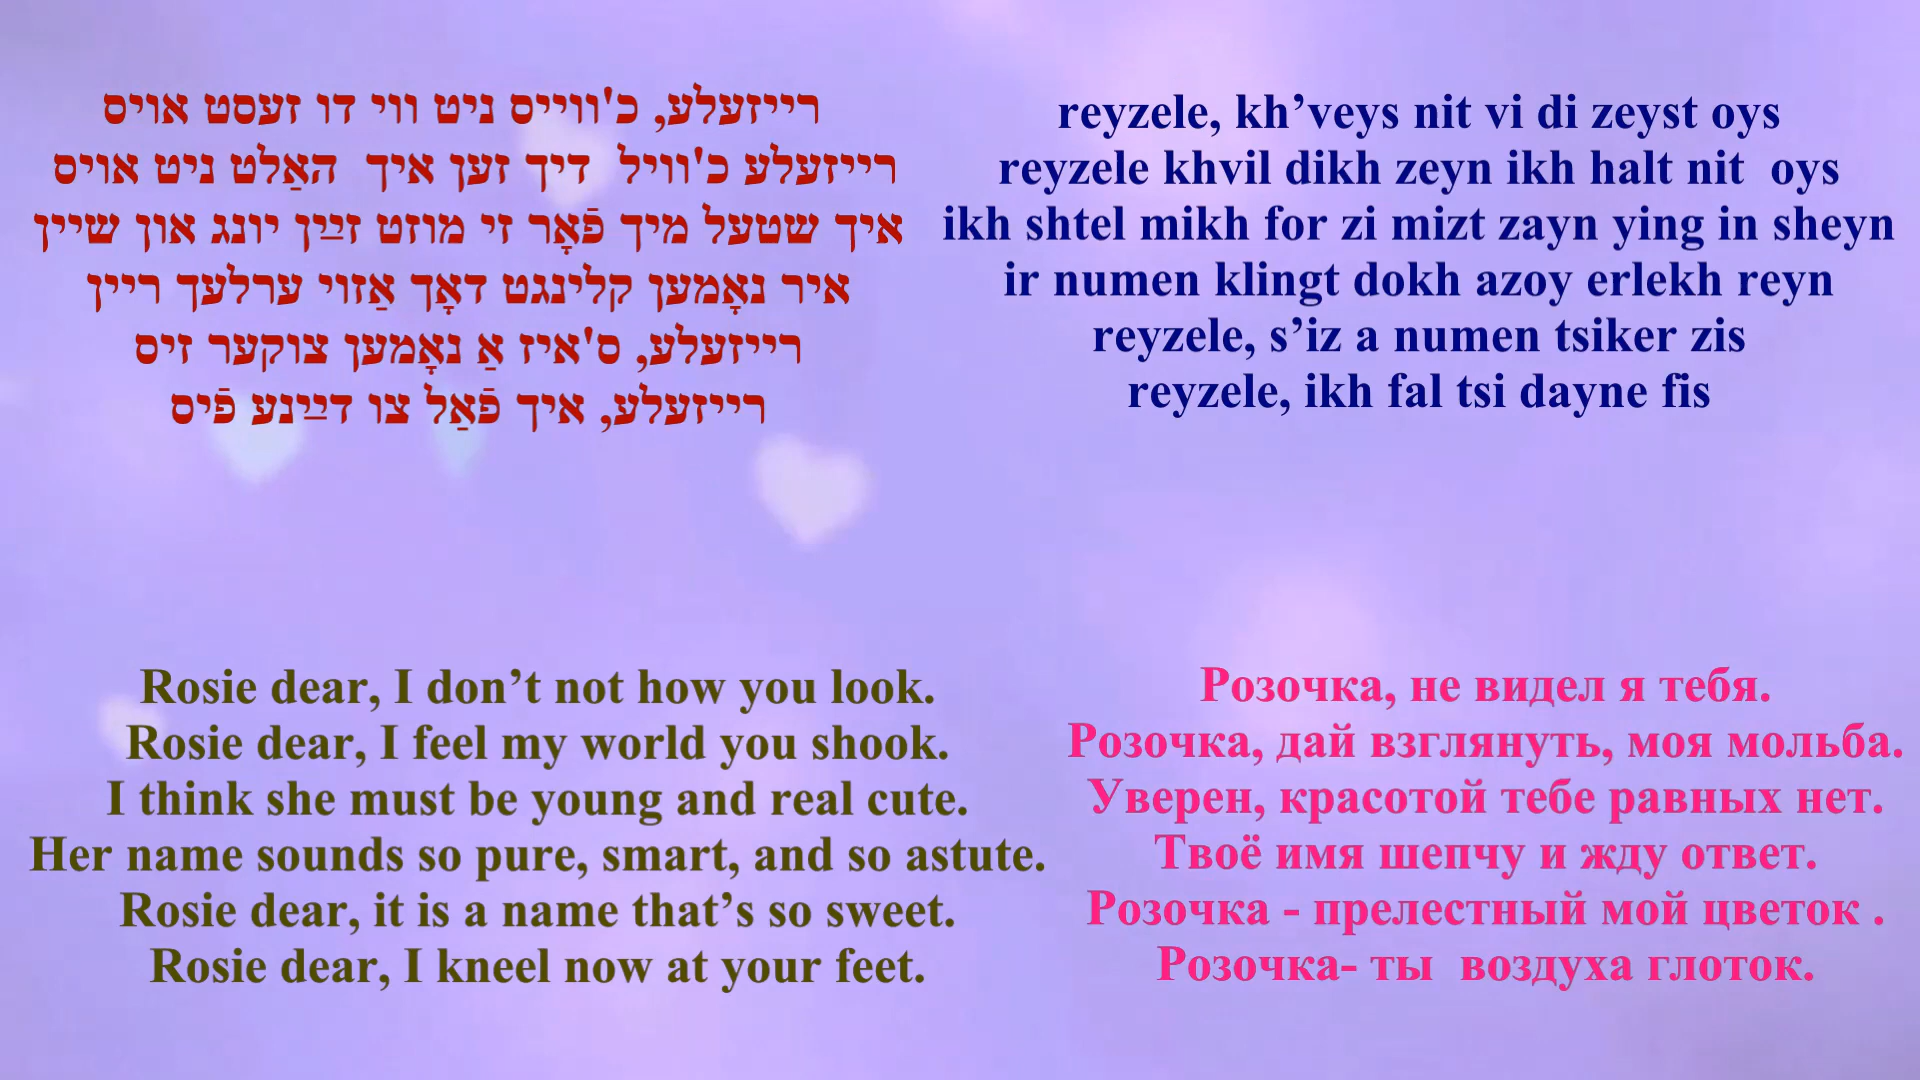 רייזעלע, כ'ווייס ניט ווי דו זעסט אויס
רייזעלע כ'וויל  דיך זען איך  האַלט ניט אויס
איך שטעל מיך פֿאָר זי מוזט זײַן יונג און שיין
איר נאָמען קלינגט דאָך אַזוי ערלעך ריין
רייזעלע, ס'איז אַ נאָמען צוקער זיס
רייזעלע, איך פֿאַל צו דײַנע פֿיס
reyzele, kh’veys nit vi di zeyst oys
reyzele khvil dikh zeyn ikh halt nit  oys
ikh shtel mikh for zi mizt zayn ying in sheyn
ir numen klingt dokh azoy erlekh reyn
reyzele, s’iz a numen tsiker zis
reyzele, ikh fal tsi dayne fis
Rosie dear, I don’t not how you look.
Rosie dear, I feel my world you shook.
I think she must be young and real cute.
Her name sounds so pure, smart, and so astute.
Rosie dear, it is a name that’s so sweet.
Rosie dear, I kneel now at your feet.
Розочка, не видел я тебя.
Розочка, дай взглянуть, моя мольба.
Уверен, красотой тебе равных нет.
Твоё имя шепчу и жду ответ.
Розочка - прелестный мой цветок .
Розочка- ты  воздуха глоток.